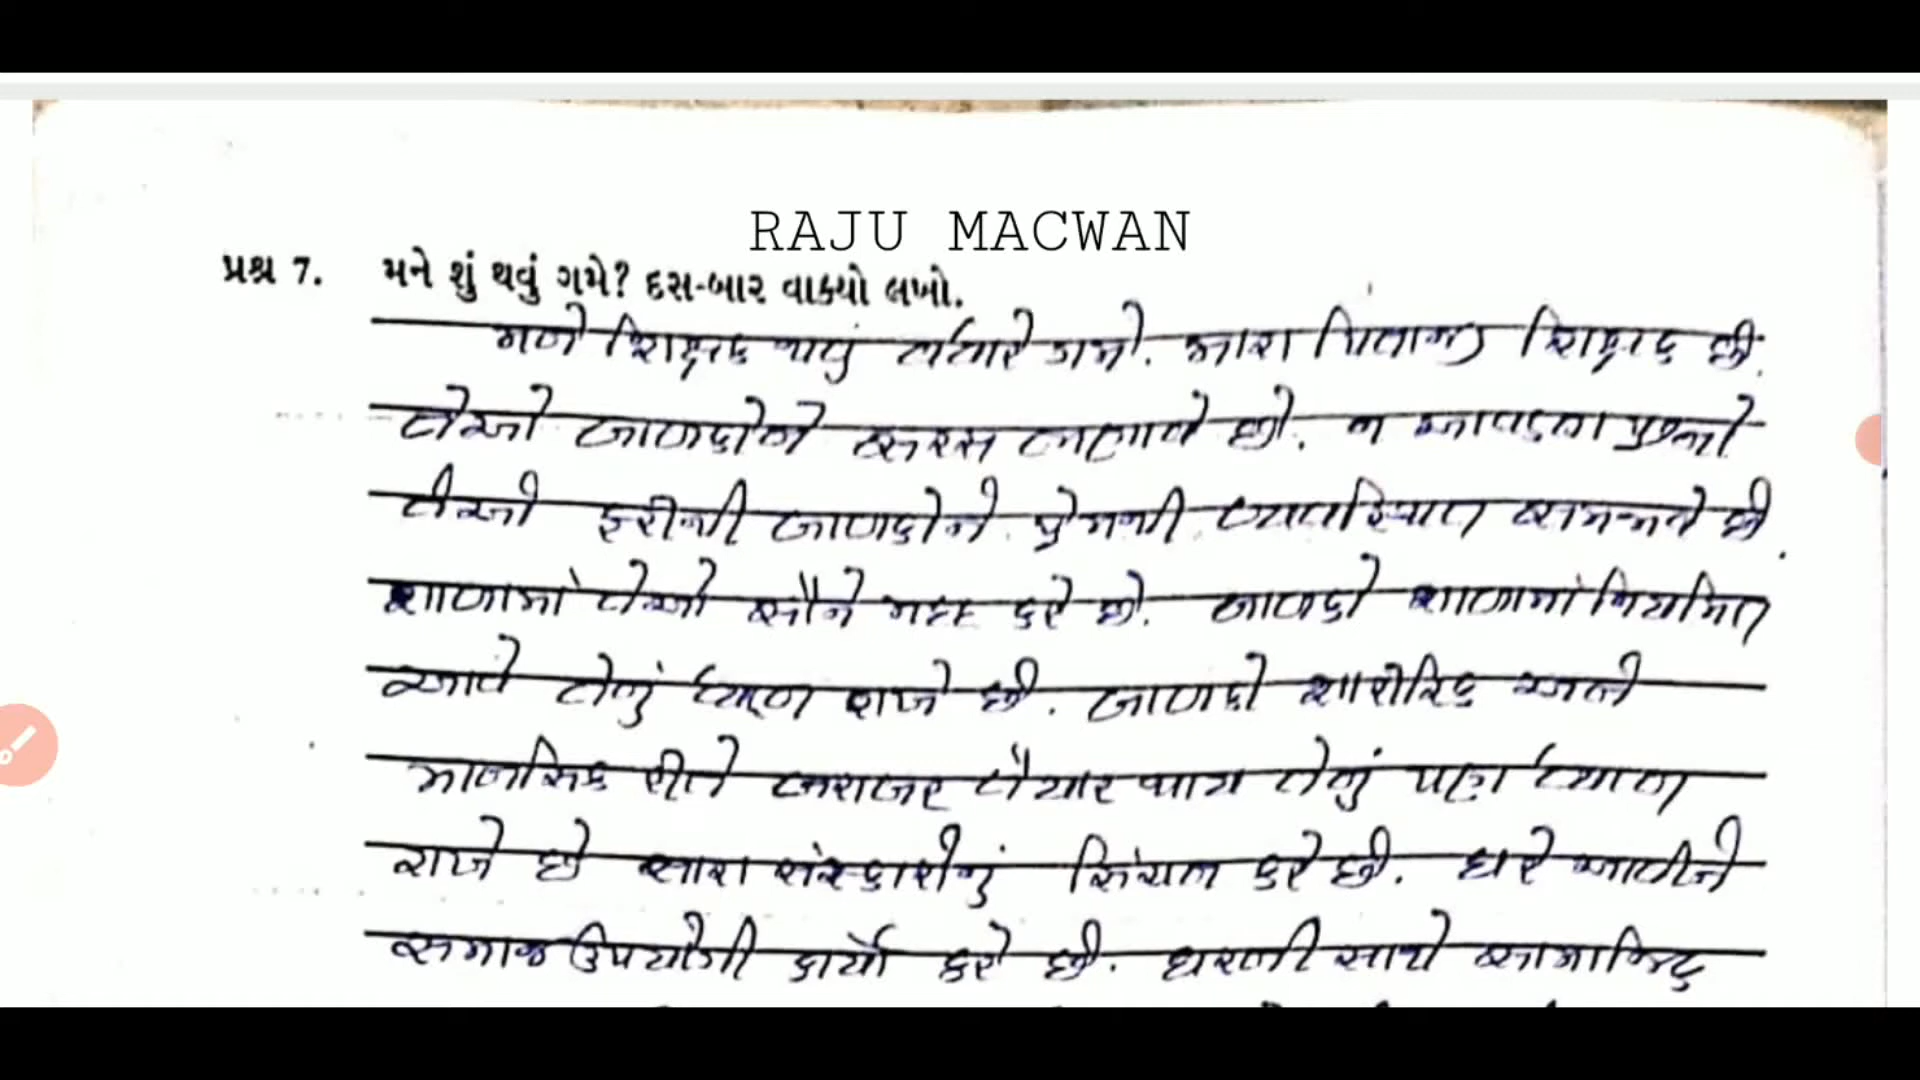 RAJU MACWAN
પ્રશ્ન 7. મને શું થવું ગમે? દસ-બાર વાક્યો લખો.
મને શિક્ષક થવું વધારે ગમે. મારા પિતાજી શિક્ષક છે.
તેઓ બાળકોને સરસ ભણાવે છે. ન આવડતા પ્રશ્નો
તેઓ ફરીથી બાળકોને પ્રેમથી વ્યવસ્થિત સમજાવે છે.
શાળામાં તેઓ સૌને મદદ કરે છે. બાળકો શાળામાં નિયમિત
આવે તેનું ધ્યાન રાખે છે. બાળકો શારીરિક અને
માનસિક રીતે બરાબર તૈયાર થાય તેનું પણ ધ્યાન
રાખે છે સારા સંસ્કારોનું સિંચન કરે છે. ઘરે આવીને
સમાજ ઉપયોગી કાર્યો કરે છે. ઘરની સાથે સામાજિક